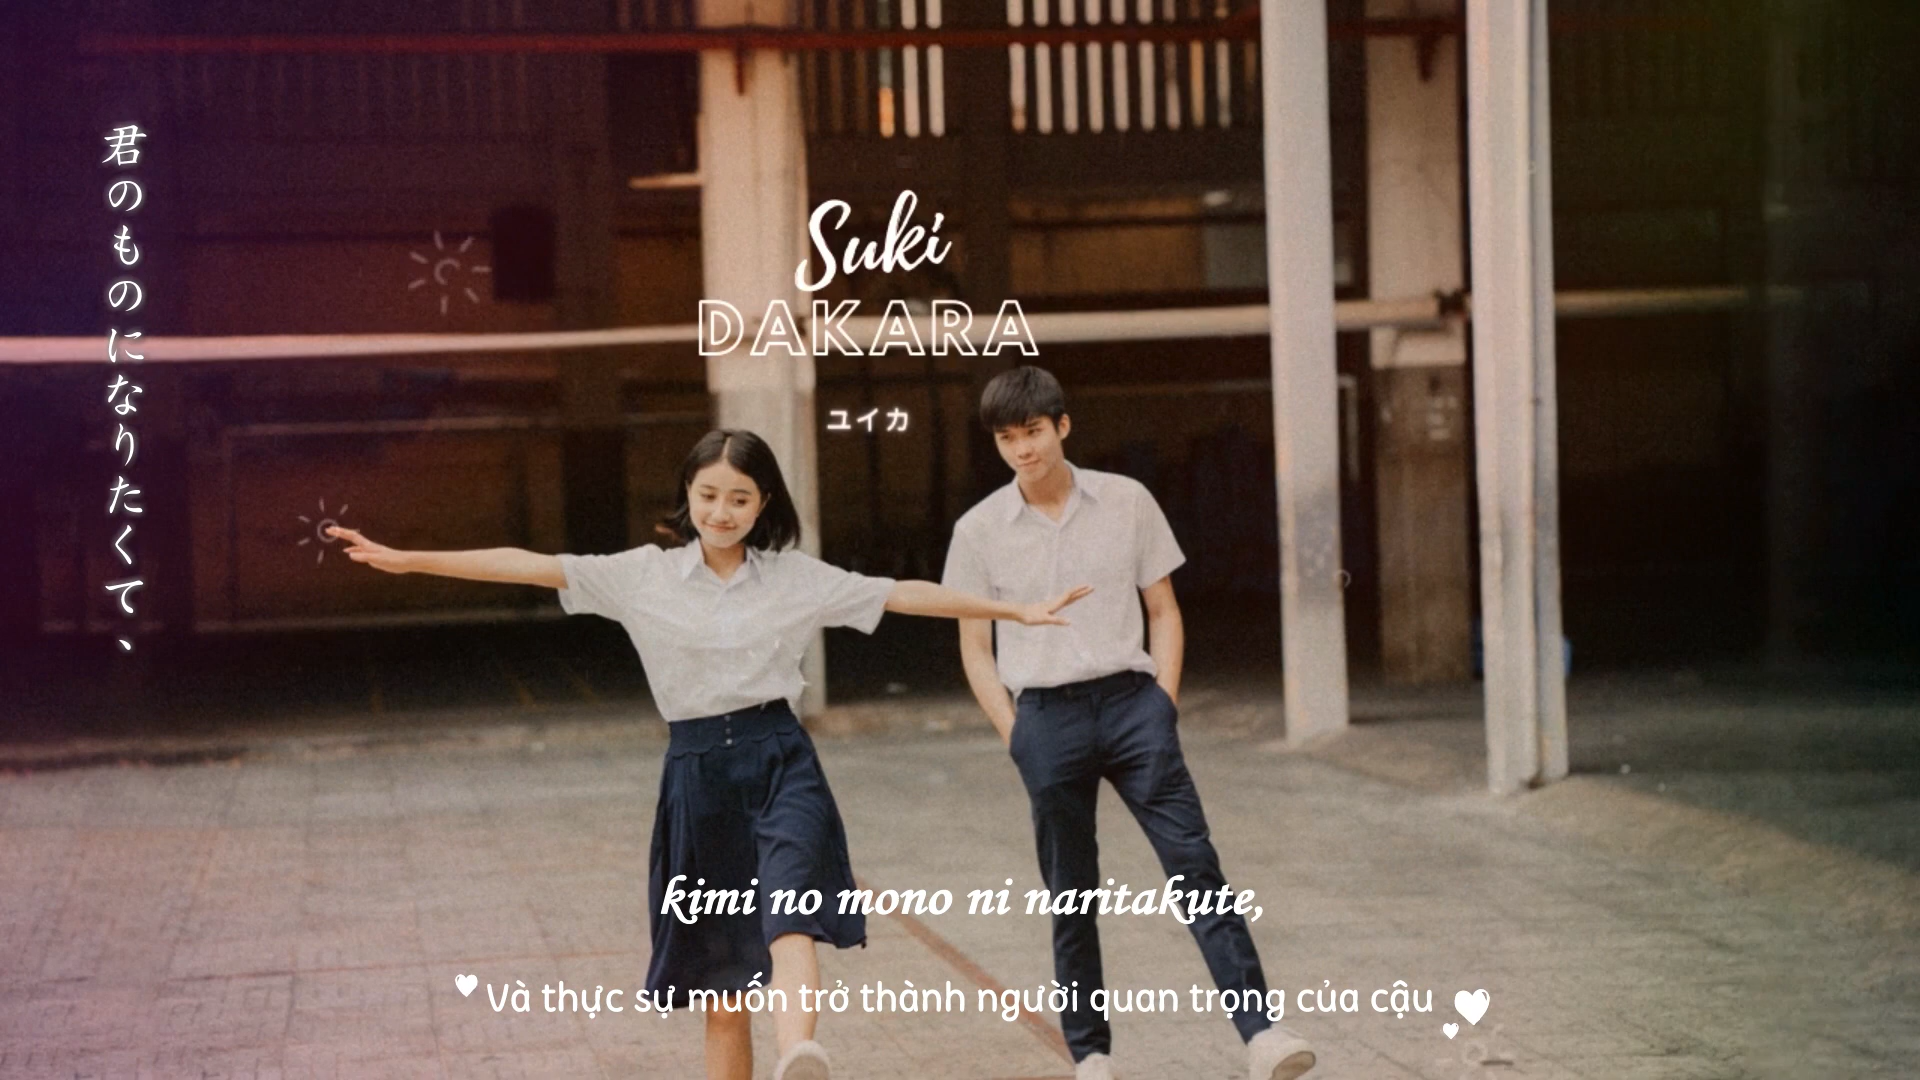 君のものになりたくて、
Suki
DAKARA
ユイカ
kimi no mono ni naritakute,
Và thực sự muốn trở thành người quan trọng của cậu